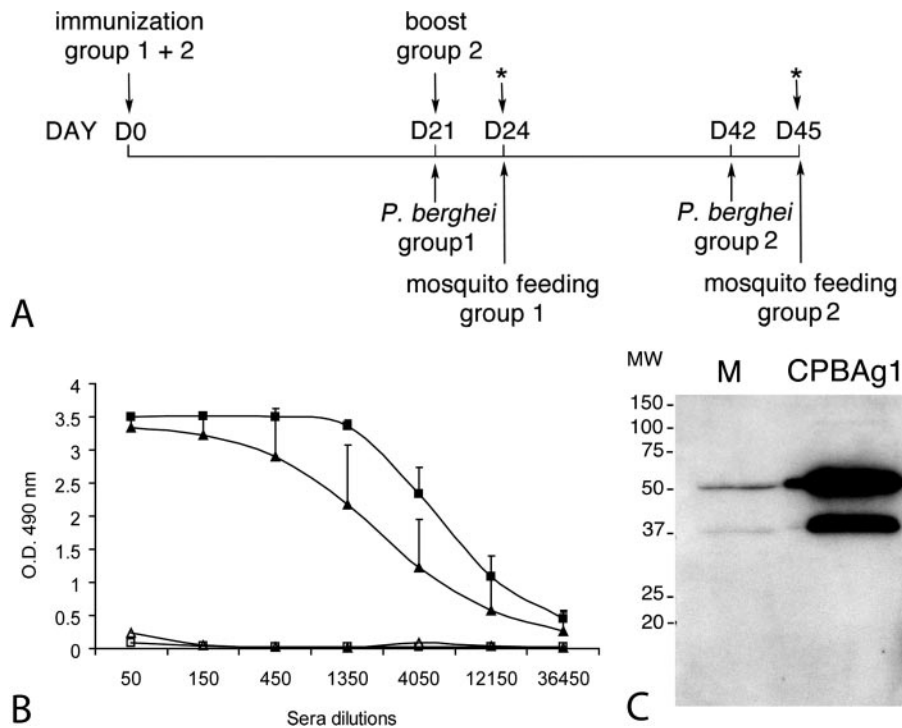 immunization
group 1 + 2
boost
group 2
*
*
DAY D0 D21 D24 D42 D45
P. berghei
group1
P. berghei
group 2
mosquito feeding
group 1
mosquito feeding
group 2
A
4
3.5
3
2.5
2
1.5
1
0.5
0
O.D. 490 nm
50 150 450 1350 4050 12150 36450
Sera dilutions
B
MW M CPBAg1
150
100
75
50
37
25
20
C